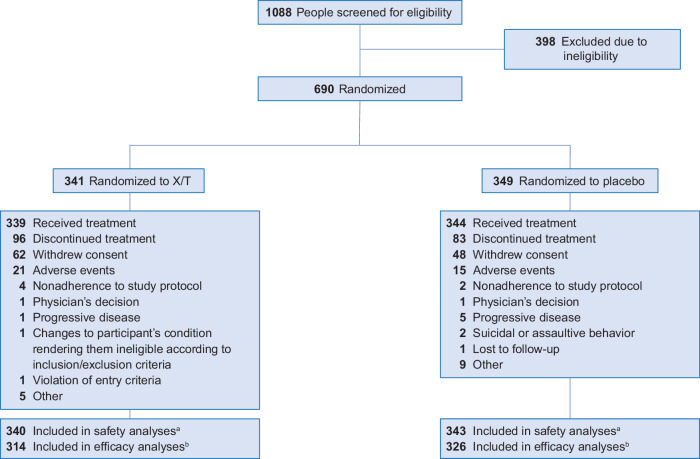 1088 People screened for eligibility
398 Excluded due to
ineligibility
690 Randomized
341 Randomized to X/T
339 Received treatment
96 Discontinued treatment
62 Withdrew consent
21 Adverse events
4 Nonadherence to study protocol
1 Physician's decision
1 Progressive disease
1 Changes to participant's condition
rendering them ineligible according to
inclusion/exclusion criteria
1 Violation of entry criteria
5 Other
340 Included in safety analysesᵃ
314 Included in efficacy analysesᵇ
349 Randomized to placebo
344 Received treatment
83 Discontinued treatment
48 Withdrew consent
15 Adverse events
2 Nonadherence to study protocol
1 Physician's decision
5 Progressive disease
2 Suicidal or assaultive behavior
1 Lost to follow-up
9 Other
343 Included in safety analysesᵃ
326 Included in efficacy analysesᵇ